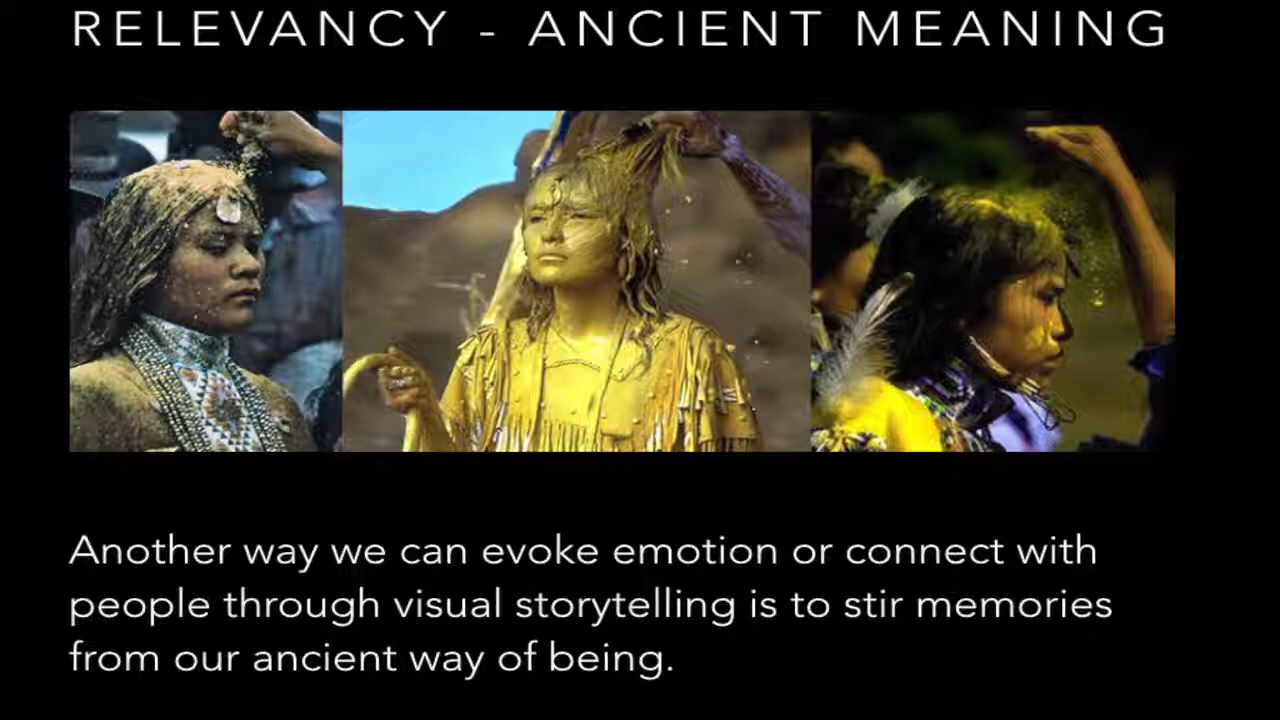 RELEVANCY - ANCIENT MEANING
Another way we can evoke emotion or connect with
people through visual storytelling is to stir memories
from our ancient way of being.